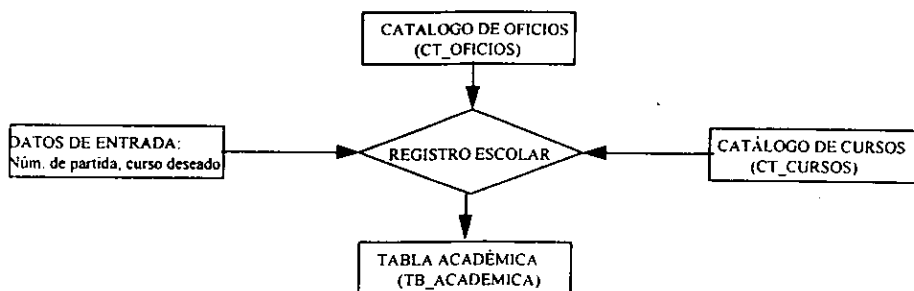 CATALOGO DE OFICIOS
(CT_OFICIOS)
DATOS DE ENTRADA:
Núm. de partida, curso deseado
REGISTRO ESCOLAR
CATÁLOGO DE CURSOS
(CT_CURSOS)
TABLA ACADÉMICA
(TB_ACADEMICA)